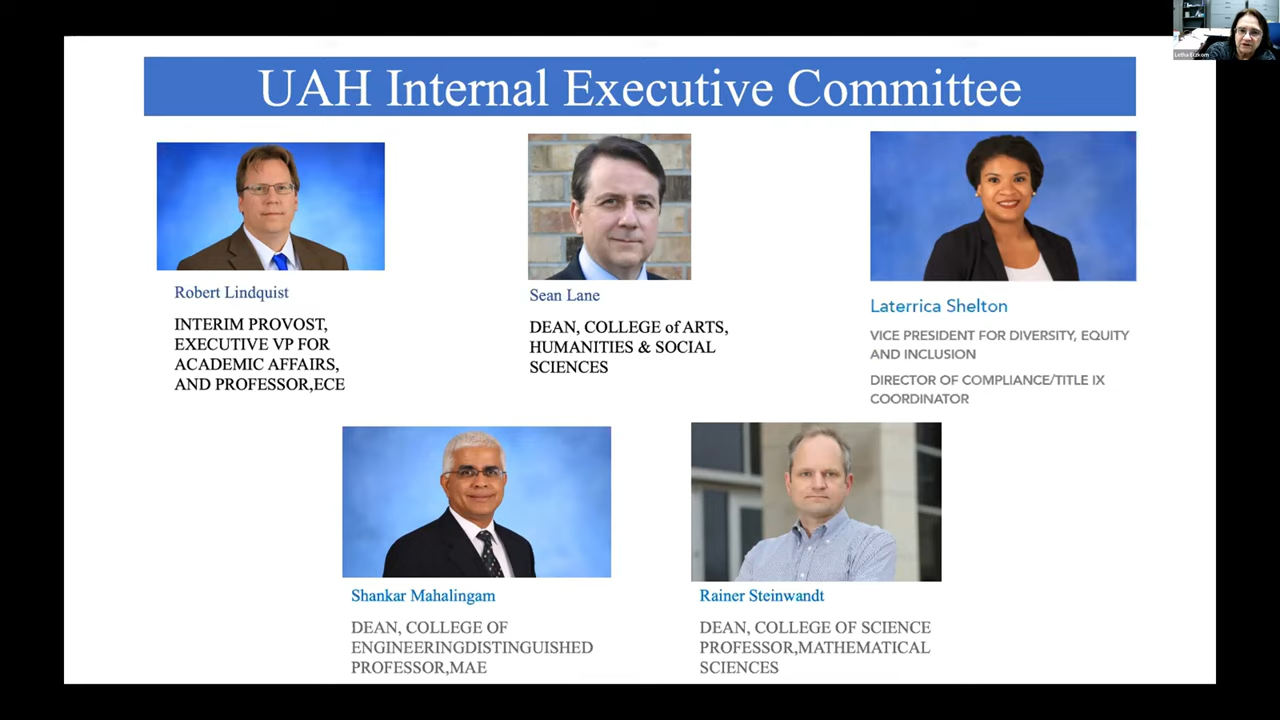 UAH Internal Executive Committee
Robert Lindquist
INTERIM PROVOST,
EXECUTIVE VP FOR
ACADEMIC AFFAIRS,
AND PROFESSOR,ECE
Sean Lane
DEAN, COLLEGE of ARTS,
HUMANITIES & SOCIAL
SCIENCES
Laterrica Shelton
VICE PRESIDENT FOR DIVERSITY, EQUITY
AND INCLUSION
DIRECTOR OF COMPLIANCE/TITLE IX
COORDINATOR
Shankar Mahalingam
DEAN, COLLEGE OF
ENGINEERINGDISTINGUISHED
PROFESSOR,MAE
Rainer Steinwandt
DEAN, COLLEGE OF SCIENCE
PROFESSOR,MATHEMATICAL
SCIENCES
Letha Etzkorn